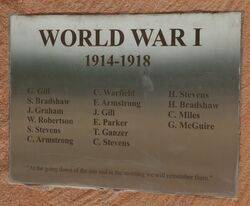 WORLD WAR I
1914-1918
G. Gill
S. Bradshaw
J. Graham
W. Robertson
S. Stevens
C. Armstrong
C. Warfield
E. Armstrong
J. Gill
E. Parker
T. Ganzer
C. Stevens
H. Stevens
H. Bradshaw
C. Miles
G. McGuire
"At the going down of the sun and in the morning we will remember them."